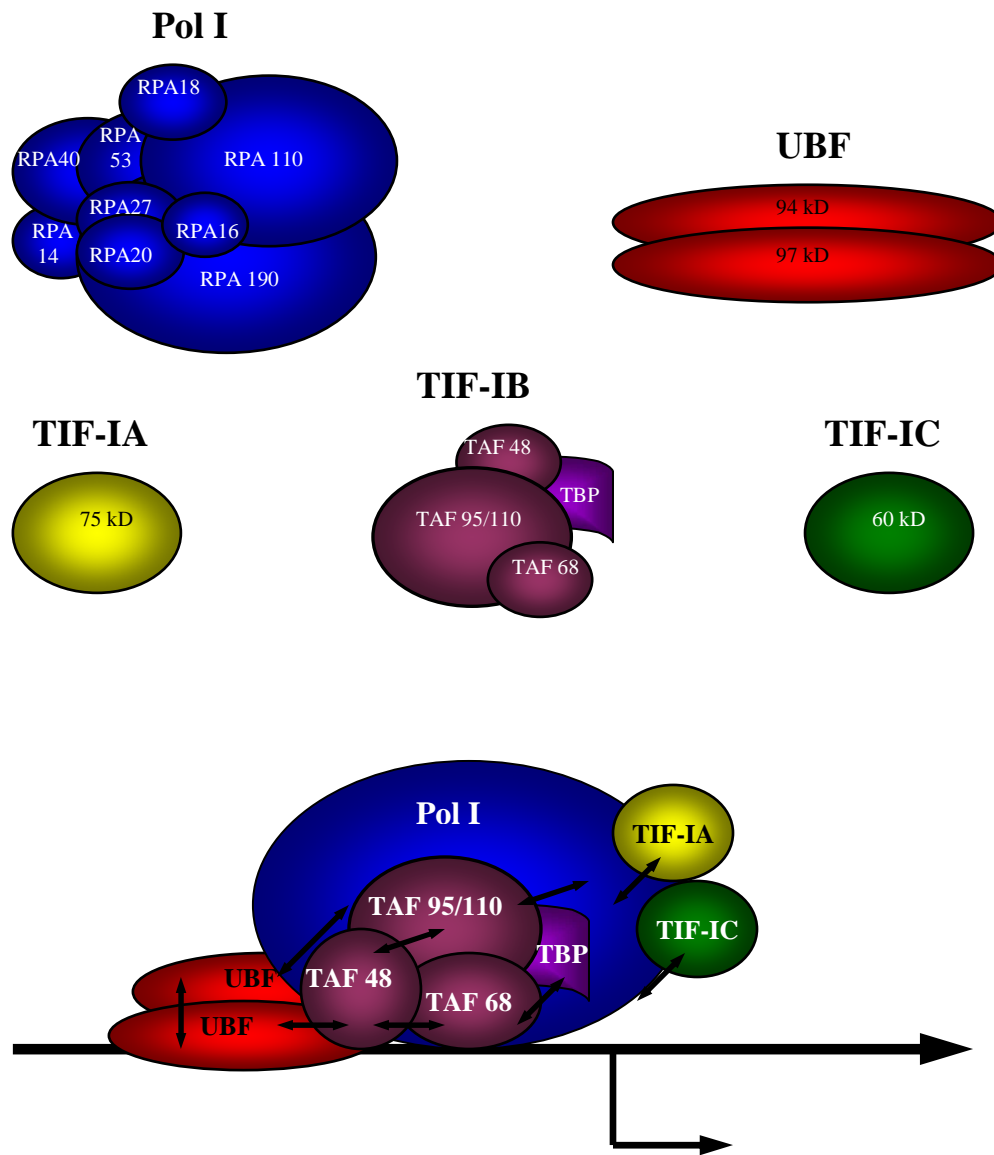 Pol I
RPA18
RPA
53
RPA40
RPA 110
RPA27
RPA16
RPA
14
RPA20
RPA 190
UBF
94 kD
97 kD
TIF-IA
75 kD
TIF-IB
TAF 48
TBP
TAF 95/110
TAF 68
TIF-IC
60 kD
Pol I
TIF-IA
TAF 95/110
TIF-IC
TBP
UBF
TAF 48
TAF 68
UBF